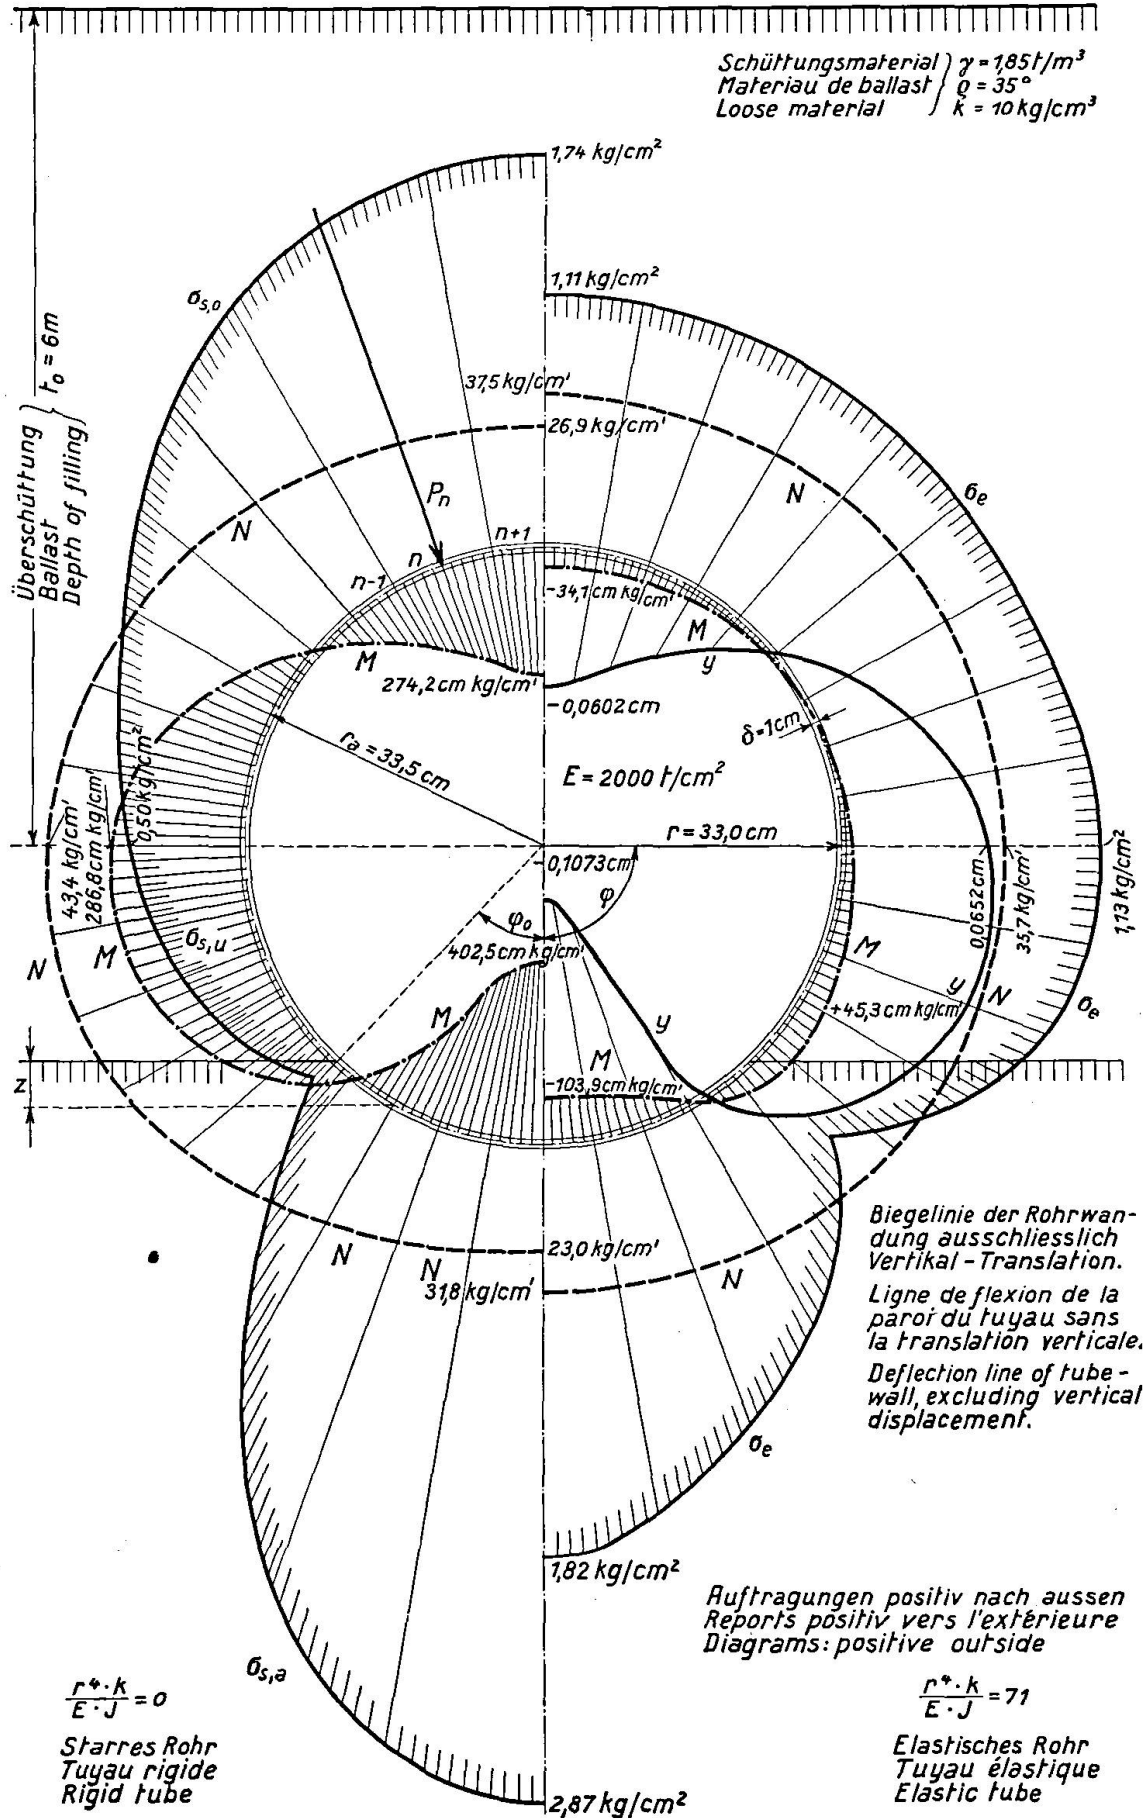 Schüttungsmaterial } γ = 1,85 t/m³
Materiau de ballast } ϱ = 35°
Loose material } k = 10 kg/cm³
1,74 kg/cm²
1,11 kg/cm²
σs,o
37,5 kg/cm'
26,9 kg/cm'
Überschüttung
Ballast
Depth of filling } t₀ = 6m
Pn
N
N
σe
n-1
n
n+1
-34,1 cm kg/cm'
M
M
y
274,2 cm kg/cm'
-0,0602 cm
δ = 1cm
ra = 33,5 cm
E = 2000 t/cm²
0,50 kg/cm²
43,4 kg/cm'
286,8 cm kg/cm'
r = 33,0 cm
-0,1073 cm
φ
φ₀
0,0652 cm
35,7 kg/cm'
1,13 kg/cm²
σs,u
402,5 cm kg/cm'
N
M
M
y
M
y
N
σe
+45,3 cm kg/cm'
M
-103,9 cm kg/cm'
z
Biegelinie der Rohrwan-
dung ausschliesslich
Vertikal-Translation.
Ligne de flexion de la
paroi du tuyau sans
la translation verticale.
Deflection line of tube-
wall, excluding vertical
displacement.
N
N
23,0 kg/cm'
31,8 kg/cm'
N
σe
1,82 kg/cm²
Auftragungen positiv nach aussen
Reports positiv vers l'extérieure
Diagrams: positive outside
σs,a
r⁴·k / E·J = 0
Starres Rohr
Tuyau rigide
Rigid tube
r⁴·k / E·J = 71
Elastisches Rohr
Tuyau élastique
Elastic tube
2,87 kg/cm²